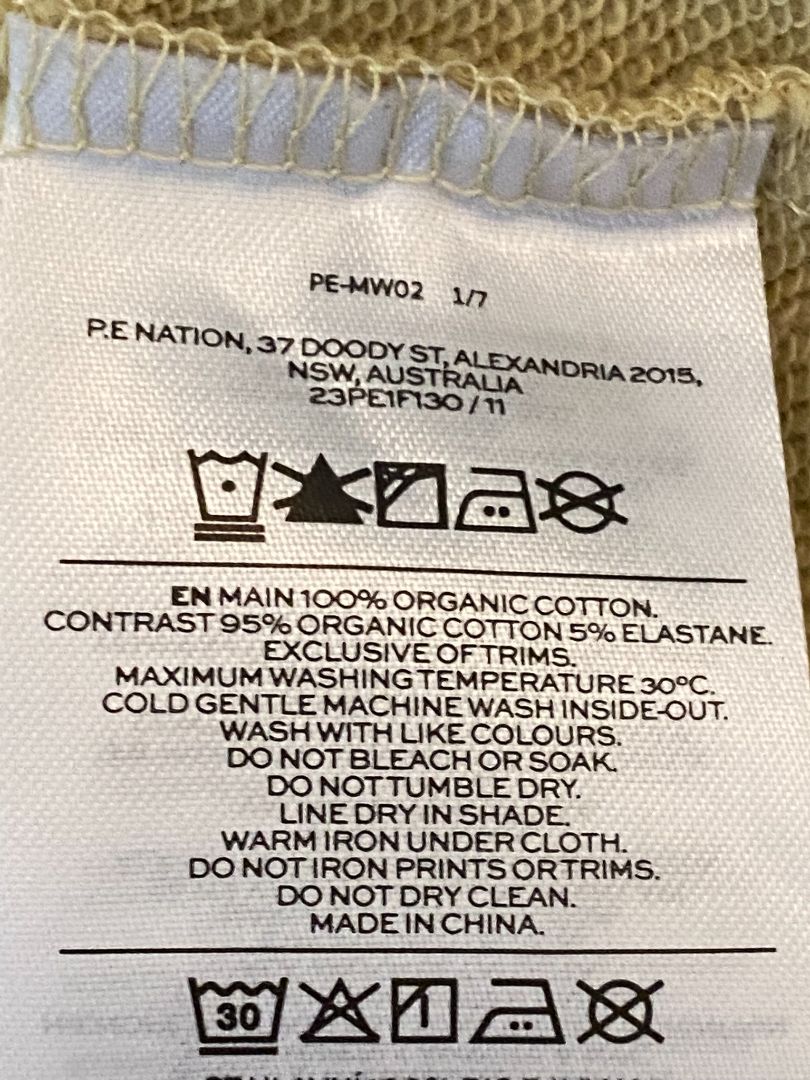 PE-MW02 1/7
P.E NATION, 37 DOODY ST, ALEXANDRIA 2015,
NSW, AUSTRALIA
23PE1F130 / 11
EN MAIN 100% ORGANIC COTTON.
CONTRAST 95% ORGANIC COTTON 5% ELASTANE.
EXCLUSIVE OF TRIMS.
MAXIMUM WASHING TEMPERATURE 30°C.
COLD GENTLE MACHINE WASH INSIDE-OUT.
WASH WITH LIKE COLOURS.
DO NOT BLEACH OR SOAK.
DO NOT TUMBLE DRY.
LINE DRY IN SHADE.
WARM IRON UNDER CLOTH.
DO NOT IRON PRINTS OR TRIMS.
DO NOT DRY CLEAN.
MADE IN CHINA.
30